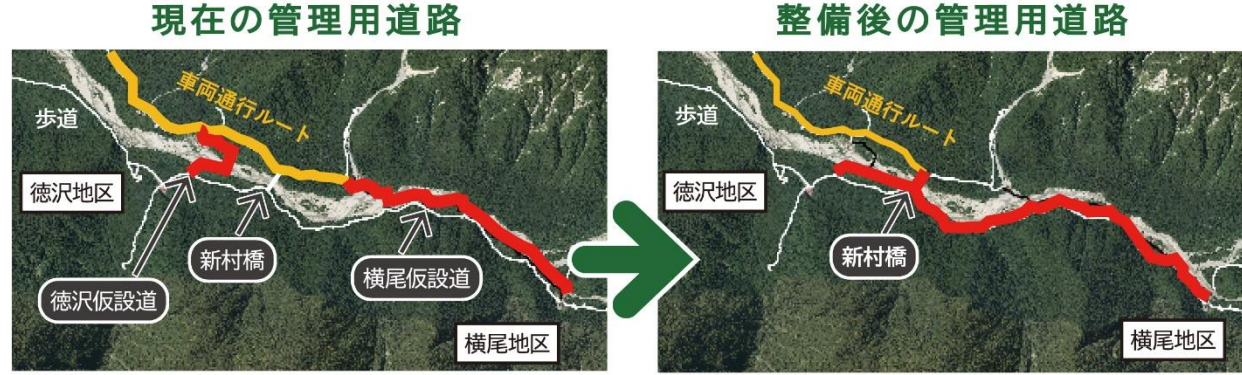 現在の管理用道路
整備後の管理用道路
車両通行ルート
歩道
徳沢地区
新村橋
徳沢仮設道
横尾仮設道
横尾地区
車両通行ルート
歩道
徳沢地区
新村橋
横尾地区